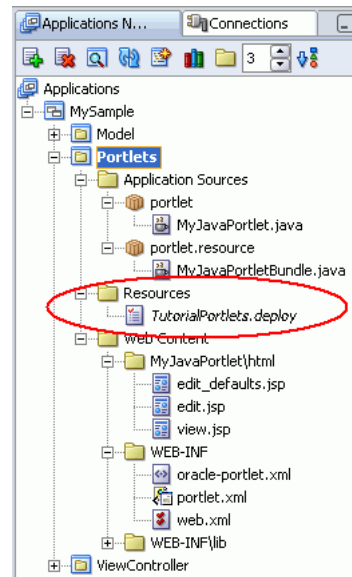 Applications N... Connections
3
Applications
MySample
Model
Portlets
Application Sources
portlet
MyJavaPortlet.java
portlet.resource
MyJavaPortletBundle.java
Resources
TutorialPortlets.deploy
Web Content
MyJavaPortlet\html
edit_defaults.jsp
edit.jsp
view.jsp
WEB-INF
oracle-portlet.xml
portlet.xml
web.xml
WEB-INF\lib
ViewController